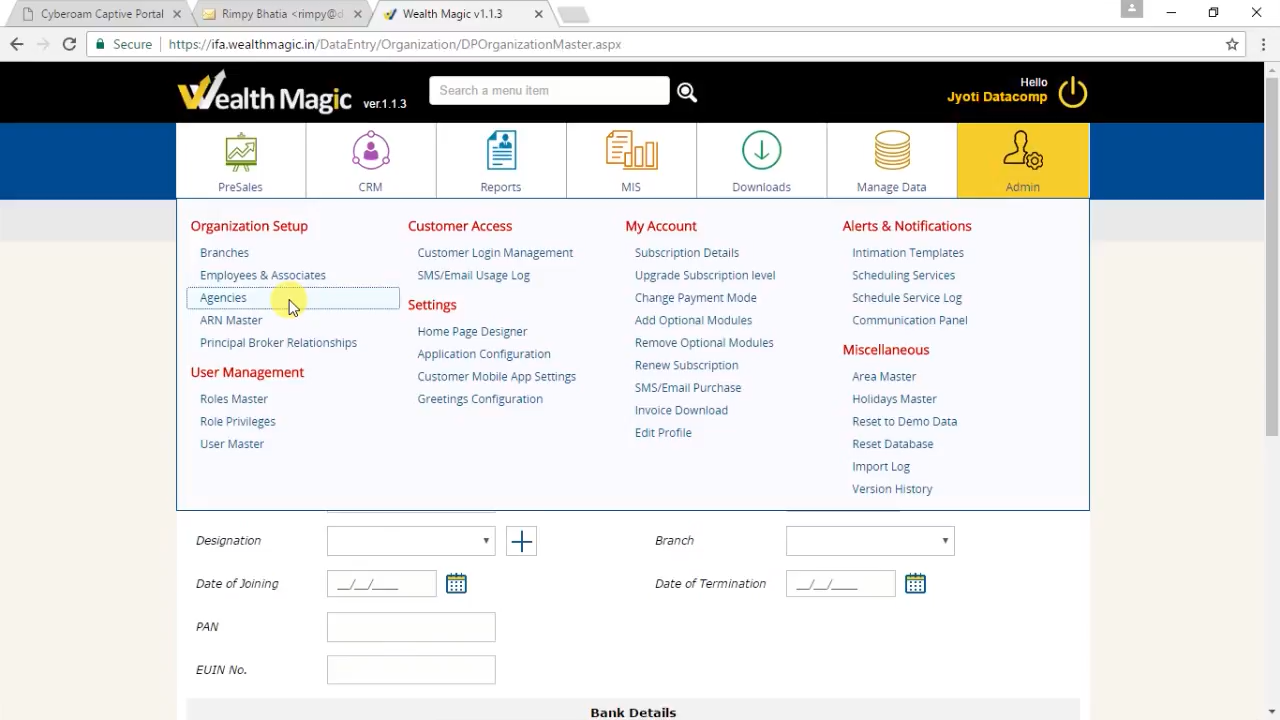 Cyberoam Captive Portal
Rimpy Bhatia <rimpy@d
Wealth Magic v1.1.3
Secure
https://ifa.wealthmagic.in/DataEntry/Organization/DPOrganizationMaster.aspx
Wealth Magic ver.1.1.3
Search a menu item
Hello
Jyoti Datacomp
PreSales
CRM
Reports
MIS
Downloads
Manage Data
Admin
Organization Setup
Branches
Employees & Associates
Agencies
ARN Master
Principal Broker Relationships
User Management
Roles Master
Role Privileges
User Master
Customer Access
Customer Login Management
SMS/Email Usage Log
Settings
Home Page Designer
Application Configuration
Customer Mobile App Settings
Greetings Configuration
My Account
Subscription Details
Upgrade Subscription level
Change Payment Mode
Add Optional Modules
Remove Optional Modules
Renew Subscription
SMS/Email Purchase
Invoice Download
Edit Profile
Alerts & Notifications
Intimation Templates
Scheduling Services
Schedule Service Log
Communication Panel
Miscellaneous
Area Master
Holidays Master
Reset to Demo Data
Reset Database
Import Log
Version History
Designation
Branch
Date of Joining
__/__/____
Date of Termination
__/__/____
PAN
EUIN No.
Bank Details